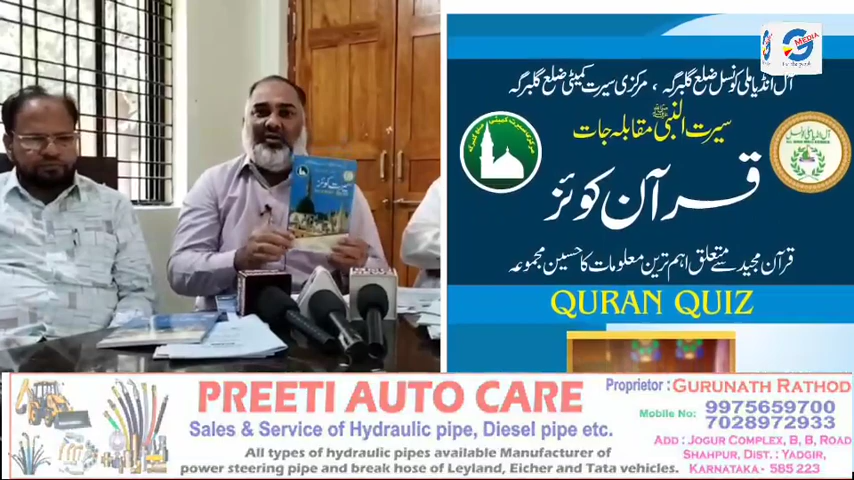 G MEDIA
آل انڈیا ملی کونسل ضلع گلبرگہ ، مرکزی سیرت کمیٹی ضلع گلبرگہ
سیرت النبی ﷺ مقابلہ جات
قرآن کوئز
قرآن مجید سے متعلق اہم ترین معلومات کا حسین مجموعہ
QURAN QUIZ
PREETI AUTO CARE
Sales & Service of Hydraulic pipe, Diesel pipe etc.
All types of hydraulic pipes available Manufacturer of
power steering pipe and break hose of Leyland, Eicher and Tata vehicles.
Proprietor : GURUNATH RATHOD
Mobile No: 9975659700
7028972933
ADD: JOGUR COMPLEX, B, B, ROAD
SHAHPUR, DIST: YADGIR,
KARNATAKA - 585 223